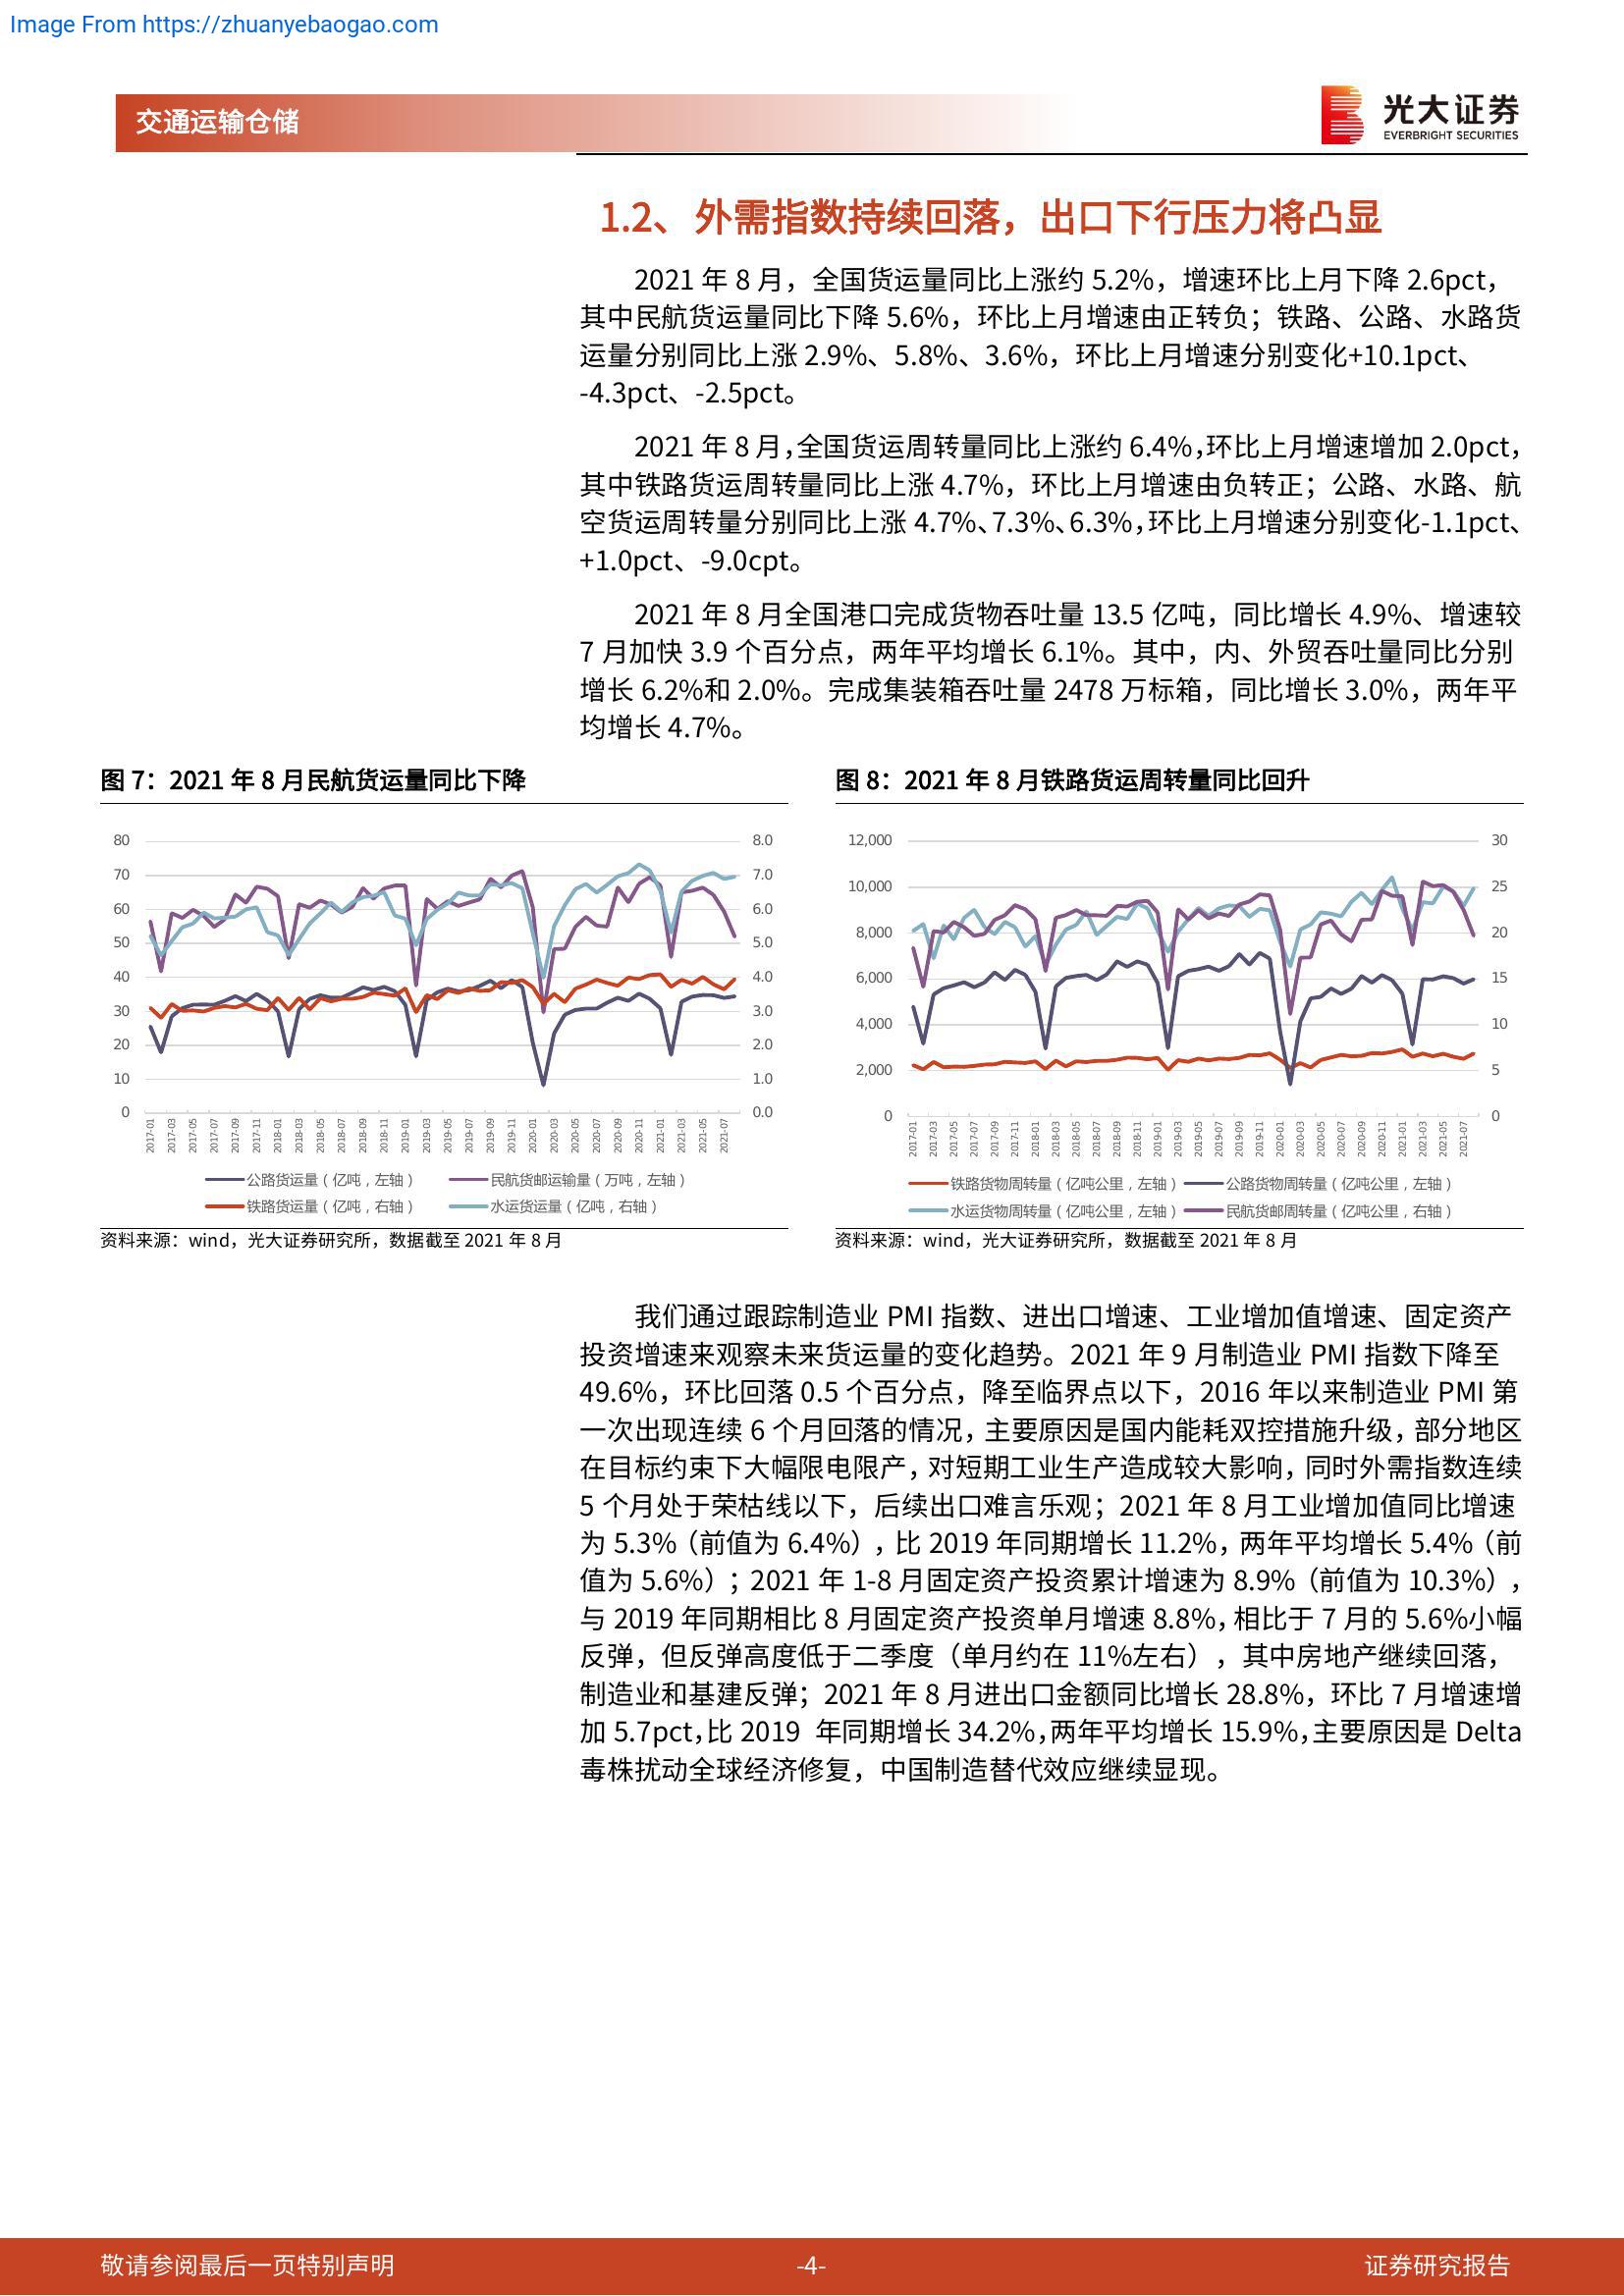 Image From https://zhuanyebaogao.com
交通运输仓储
光大证券
EVERBRIGHT SECURITIES
1.2、 外需指数持续回落，出口下行压力将凸显
2021 年 8 月，全国货运量同比上涨约 5.2%，增速环比上月下降 2.6pct，
其中民航货运量同比下降 5.6%，环比上月增速由正转负；铁路、公路、水路货
运量分别同比上涨 2.9%、5.8%、3.6%，环比上月增速分别变化+10.1pct、
-4.3pct、-2.5pct。
2021 年 8 月，全国货运周转量同比上涨约 6.4%，环比上月增速增加 2.0pct，
其中铁路货运周转量同比上涨 4.7%，环比上月增速由负转正；公路、水路、航
空货运周转量分别同比上涨 4.7%、7.3%、6.3%，环比上月增速分别变化-1.1pct、
+1.0pct、-9.0cpt。
2021 年 8 月全国港口完成货物吞吐量 13.5 亿吨，同比增长 4.9%、增速较
7 月加快 3.9 个百分点，两年平均增长 6.1%。其中，内、外贸吞吐量同比分别
增长 6.2%和 2.0%。完成集装箱吞吐量 2478 万标箱，同比增长 3.0%，两年平
均增长 4.7%。
图 7：2021 年 8 月民航货运量同比下降
80
70
60
50
40
30
20
10
0
8.0
7.0
6.0
5.0
4.0
3.0
2.0
1.0
0.0
2017-01
2017-03
2017-05
2017-07
2017-09
2017-11
2018-01
2018-03
2018-05
2018-07
2018-09
2018-11
2019-01
2019-03
2019-05
2019-07
2019-09
2019-11
2020-01
2020-03
2020-05
2020-07
2020-09
2020-11
2021-01
2021-03
2021-05
2021-07
公路货运量（亿吨，左轴） 民航货邮运输量（万吨，左轴）
铁路货运量（亿吨，右轴） 水运货运量（亿吨，右轴）
资料来源：wind，光大证券研究所，数据截至 2021 年 8 月
图 8：2021 年 8 月铁路货运周转量同比回升
12,000
10,000
8,000
6,000
4,000
2,000
0
30
25
20
15
10
5
0
2017-01
2017-03
2017-05
2017-07
2017-09
2017-11
2018-01
2018-03
2018-05
2018-07
2018-09
2018-11
2019-01
2019-03
2019-05
2019-07
2019-09
2019-11
2020-01
2020-03
2020-05
2020-07
2020-09
2020-11
2021-01
2021-03
2021-05
2021-07
铁路货物周转量（亿吨公里，左轴） 公路货物周转量（亿吨公里，左轴）
水运货物周转量（亿吨公里，左轴） 民航货邮周转量（亿吨公里，右轴）
资料来源：wind，光大证券研究所，数据截至 2021 年 8 月
我们通过跟踪制造业 PMI 指数、进出口增速、工业增加值增速、固定资产
投资增速来观察未来货运量的变化趋势。2021 年 9 月制造业 PMI 指数下降至
49.6%，环比回落 0.5 个百分点，降至临界点以下，2016 年以来制造业 PMI 第
一次出现连续 6 个月回落的情况，主要原因是国内能耗双控措施升级，部分地区
在目标约束下大幅限电限产，对短期工业生产造成较大影响，同时外需指数连续
5 个月处于荣枯线以下，后续出口难言乐观；2021 年 8 月工业增加值同比增速
为 5.3%（前值为 6.4%），比 2019 年同期增长 11.2%，两年平均增长 5.4%（前
值为 5.6%）；2021 年 1-8 月固定资产投资累计增速为 8.9%（前值为 10.3%），
与 2019 年同期相比 8 月固定资产投资单月增速 8.8%，相比于 7 月的 5.6%小幅
反弹，但反弹高度低于二季度（单月约在 11%左右），其中房地产继续回落，
制造业和基建反弹；2021 年 8 月进出口金额同比增长 28.8%，环比 7 月增速增
加 5.7pct，比 2019 年同期增长 34.2%，两年平均增长 15.9%，主要原因是 Delta
毒株扰动全球经济修复，中国制造替代效应继续显现。
敬请参阅最后一页特别声明
-4-
证券研究报告